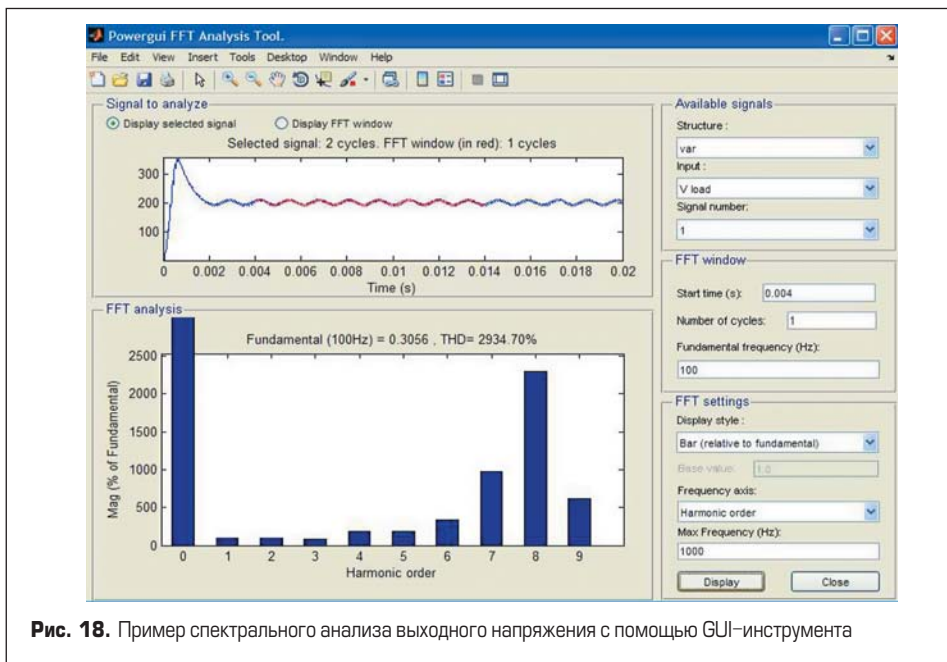 Powergui FFT Analysis Tool.
File Edit View Insert Tools Desktop Window Help
Signal to analyze
Display selected signal Display FFT window
Selected signal: 2 cycles. FFT window (in red): 1 cycles
300
200
100
0 0.002 0.004 0.006 0.008 0.01 0.012 0.014 0.016 0.018 0.02
Time (s)
FFT analysis
Fundamental (100Hz) = 0.3056 , THD= 2934.70%
2500
2000
1500
1000
500
0
Mag (% of Fundamental)
0 1 2 3 4 5 6 7 8 9
Harmonic order
Available signals
Structure :
var
Input :
V load
Signal number:
1
FFT window
Start time (s): 0.004
Number of cycles: 1
Fundamental frequency (Hz):
100
FFT settings
Display style :
Bar (relative to fundamental)
Base value: 1.0
Frequency axis:
Harmonic order
Max Frequency (Hz):
1000
Display Close
Рис. 18. Пример спектрального анализа выходного напряжения с помощью GUI-инструмента